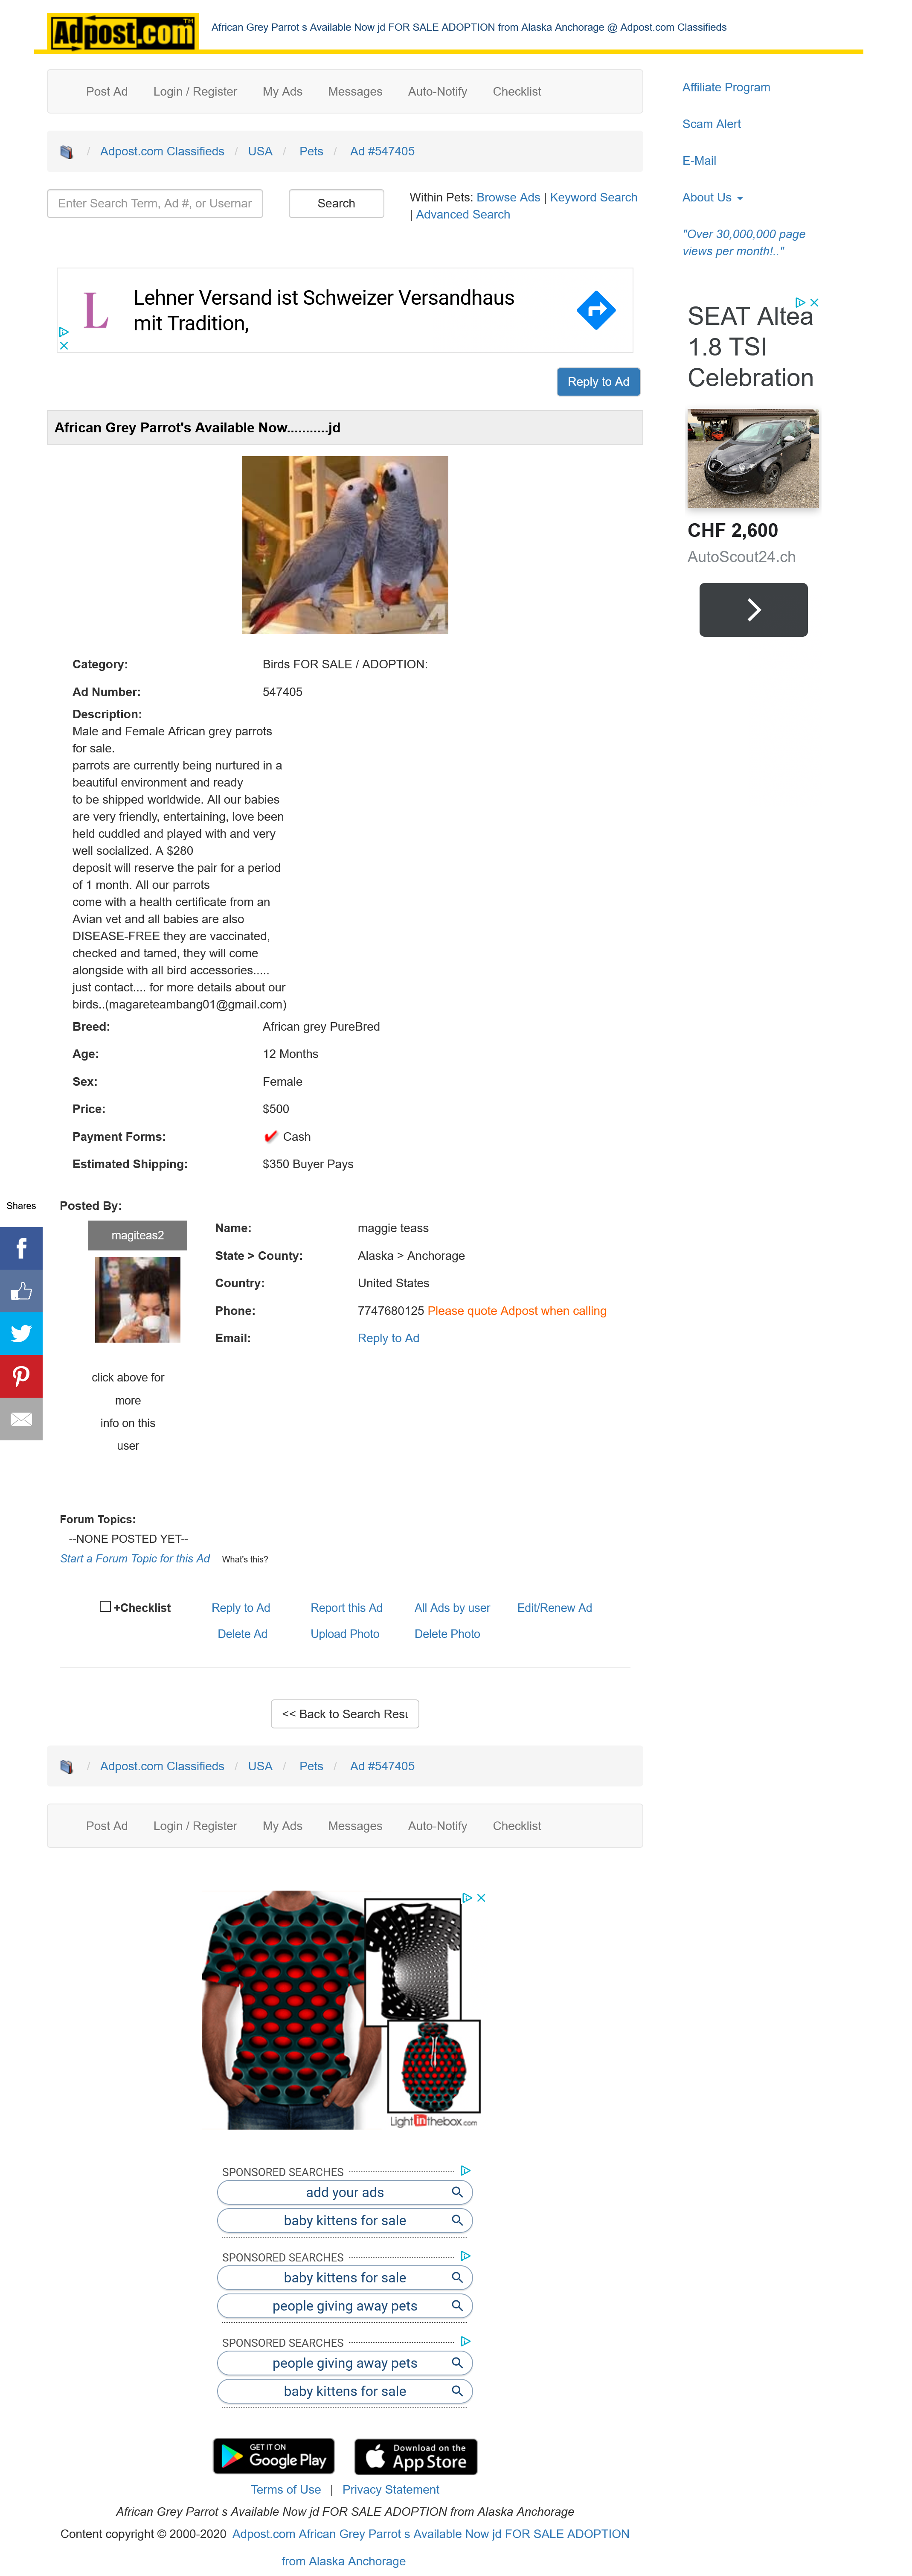 Adpost.com TM
African Grey Parrot s Available Now jd FOR SALE ADOPTION from Alaska Anchorage @ Adpost.com Classifieds
Post Ad Login / Register My Ads Messages Auto-Notify Checklist
/ Adpost.com Classifieds / USA / Pets / Ad #547405
Enter Search Term, Ad #, or Usernar
Search
Within Pets: Browse Ads | Keyword Search
| Advanced Search
Affiliate Program
Scam Alert
E-Mail
About Us
"Over 30,000,000 page
views per month!.."
L
Lehner Versand ist Schweizer Versandhaus
mit Tradition,
SEAT Altea
1.8 TSI
Celebration
CHF 2,600
AutoScout24.ch
Reply to Ad
African Grey Parrot's Available Now...........jd
Category: Birds FOR SALE / ADOPTION:
Ad Number: 547405
Description:
Male and Female African grey parrots
for sale.
parrots are currently being nurtured in a
beautiful environment and ready
to be shipped worldwide. All our babies
are very friendly, entertaining, love been
held cuddled and played with and very
well socialized. A $280
deposit will reserve the pair for a period
of 1 month. All our parrots
come with a health certificate from an
Avian vet and all babies are also
DISEASE-FREE they are vaccinated,
checked and tamed, they will come
alongside with all bird accessories.....
just contact.... for more details about our
birds..(magareteambang01@gmail.com)
Breed: African grey PureBred
Age: 12 Months
Sex: Female
Price: $500
Payment Forms: Cash
Estimated Shipping: $350 Buyer Pays
Shares
Posted By:
magiteas2
Name: maggie teass
State > County: Alaska > Anchorage
Country: United States
Phone: 7747680125 Please quote Adpost when calling
Email: Reply to Ad
click above for
more
info on this
user
Forum Topics:
--NONE POSTED YET--
Start a Forum Topic for this Ad What's this?
+Checklist Reply to Ad Report this Ad All Ads by user Edit/Renew Ad
Delete Ad Upload Photo Delete Photo
<< Back to Search Resu
/ Adpost.com Classifieds / USA / Pets / Ad #547405
Post Ad Login / Register My Ads Messages Auto-Notify Checklist
Lightinthebox.com
SPONSORED SEARCHES
add your ads
baby kittens for sale
SPONSORED SEARCHES
baby kittens for sale
people giving away pets
SPONSORED SEARCHES
people giving away pets
baby kittens for sale
GET IT ON
Google Play
Download on the
App Store
Terms of Use | Privacy Statement
African Grey Parrot s Available Now jd FOR SALE ADOPTION from Alaska Anchorage
Content copyright © 2000-2020 Adpost.com African Grey Parrot s Available Now jd FOR SALE ADOPTION
from Alaska Anchorage